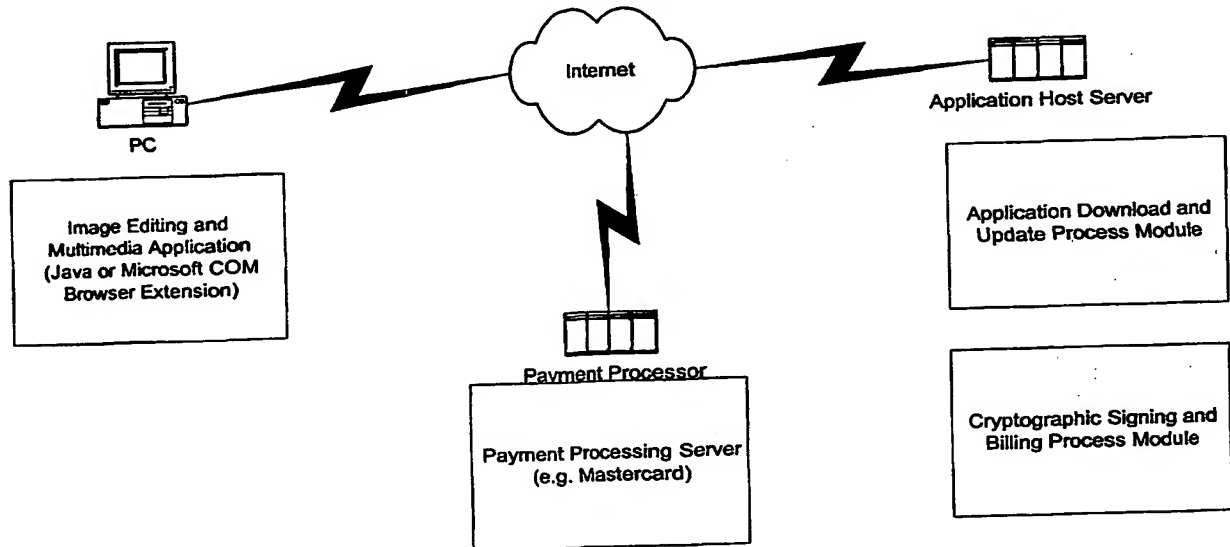 Internet
PC
Application Host Server
Image Editing and
Multimedia Application
(Java or Microsoft COM
Browser Extension)
Application Download and
Update Process Module
Payment Processor
Payment Processing Server
(e.g. Mastercard)
Cryptographic Signing and
Billing Process Module